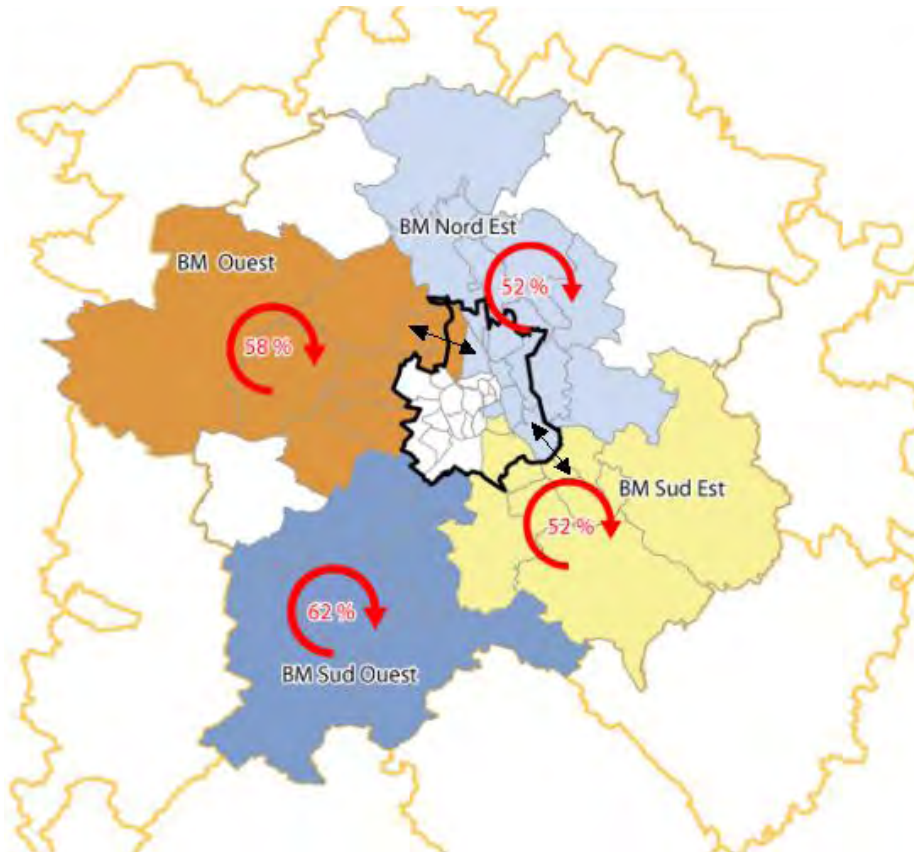 BM Nord Est
BM Ouest
52 %
58 %
BM Sud Est
52 %
62 %
BM Sud Ouest